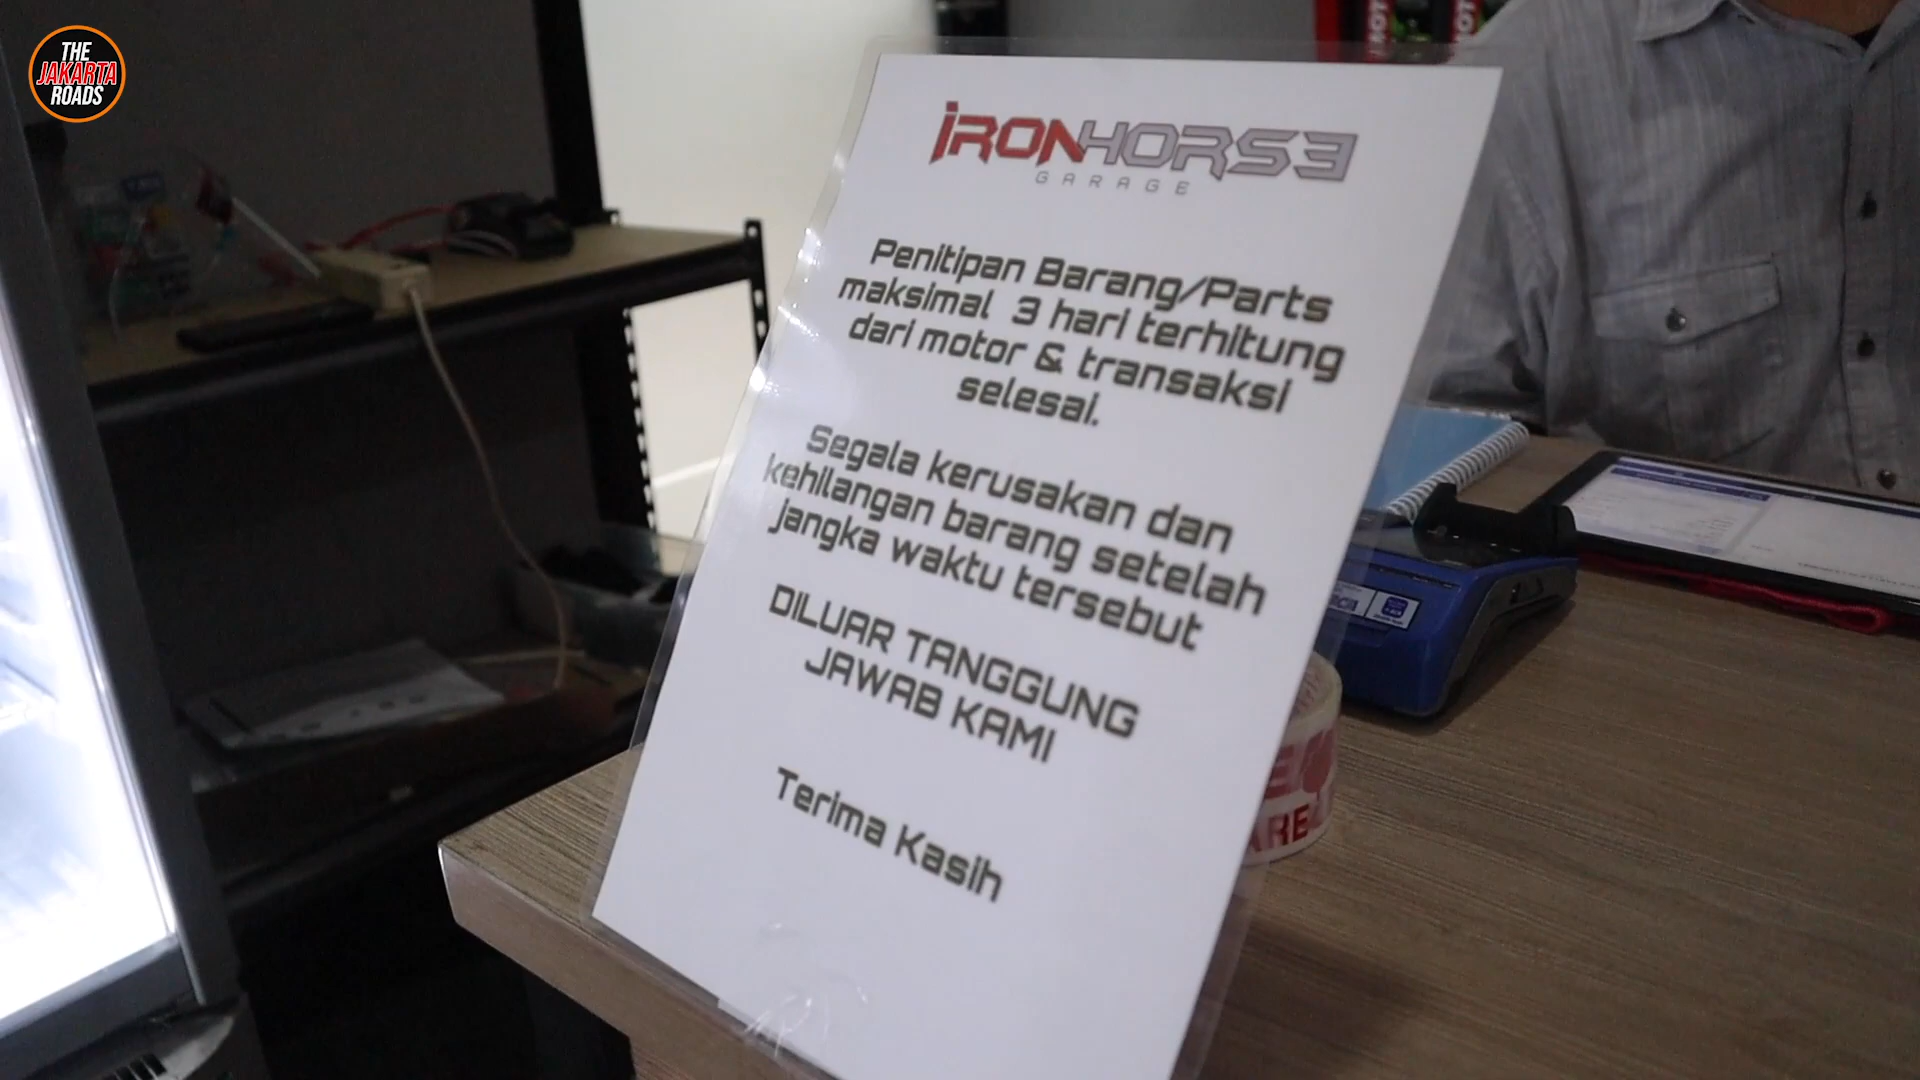 THE
JAKARTA
ROADS
iRONHORS3
GARAGE
Penitipan Barang/Parts
maksimal 3 hari terhitung
dari motor & transaksi
selesai.
Segala kerusakan dan
kehilangan barang setelah
jangka waktu tersebut
DILUAR TANGGUNG
JAWAB KAMI
Terima Kasih